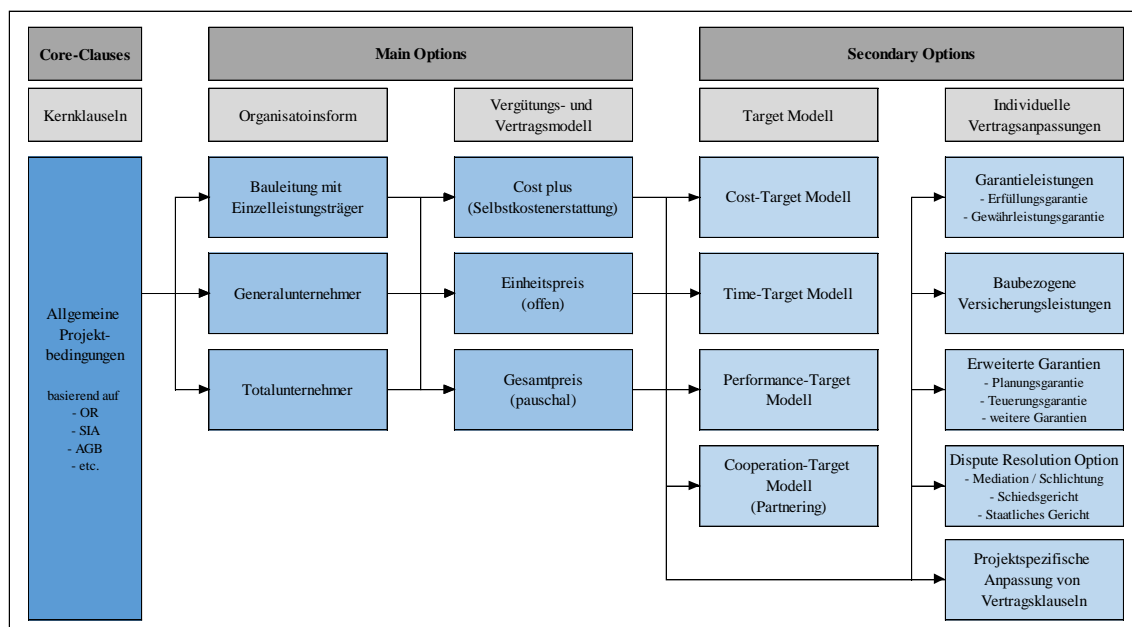 Core-Clauses
Main Options
Secondary Options
Kernklauseln
Organisatoinsform
Vergütungs- und
Vertragsmodell
Target Modell
Individuelle
Vertragsanpassungen
Allgemeine
Projekt-
bedingungen
basierend auf
- OR
- SIA
- AGB
- etc.
Bauleitung mit
Einzelleistungsträger
Generalunternehmer
Totalunternehmer
Cost plus
(Selbstkostenerstattung)
Einheitspreis
(offen)
Gesamtpreis
(pauschal)
Cost-Target Modell
Time-Target Modell
Performance-Target
Modell
Cooperation-Target
Modell
(Partnering)
Garantieleistungen
- Erfüllungsgarantie
- Gewährleistungsgarantie
Baubezogene
Versicherungsleistungen
Erweiterte Garantien
- Planungsgarantie
- Teuerungsgarantie
- weitere Garantien
Dispute Resolution Option
- Mediation / Schlichtung
- Schiedsgericht
- Staatliches Gericht
Projektspezifische
Anpassung von
Vertragsklauseln